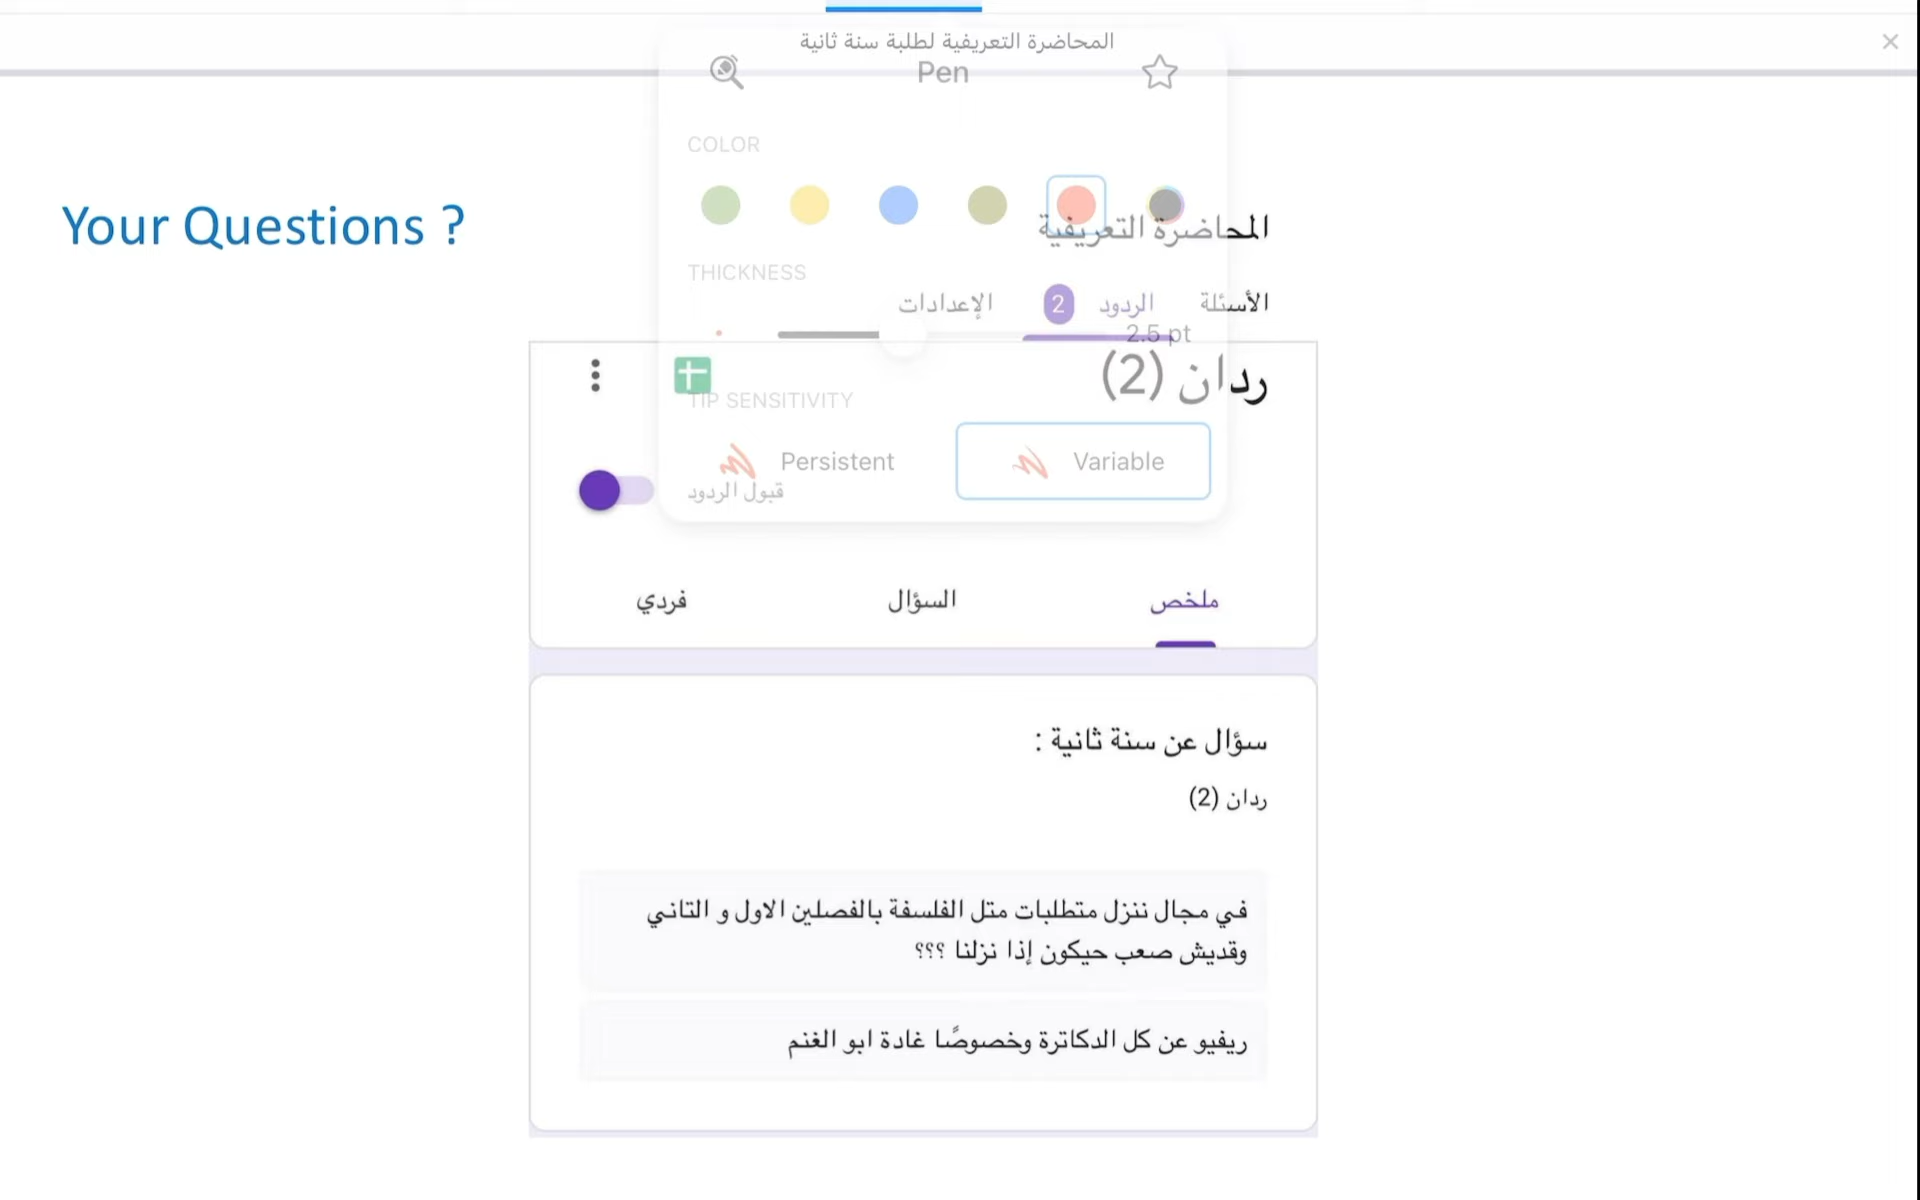 المحاضرة التعريفية لطلبة سنة ثانية
Pen
COLOR
Your Questions ?
المحاضرة التعريفية
THICKNESS
الأسئلة
الردود 2
الإعدادات
2.5 pt
ردان (2)
TIP SENSITIVITY
Persistent
Variable
قبول الردود
ملخص
السؤال
فردي
سؤال عن سنة ثانية :
ردان (2)
في مجال ننزل متطلبات متل الفلسفة بالفصلين الاول و التاني
وقديش صعب حيكون إذا نزلنا ؟؟؟
ريفيو عن كل الدكاترة وخصوصًا غادة ابو الغنم